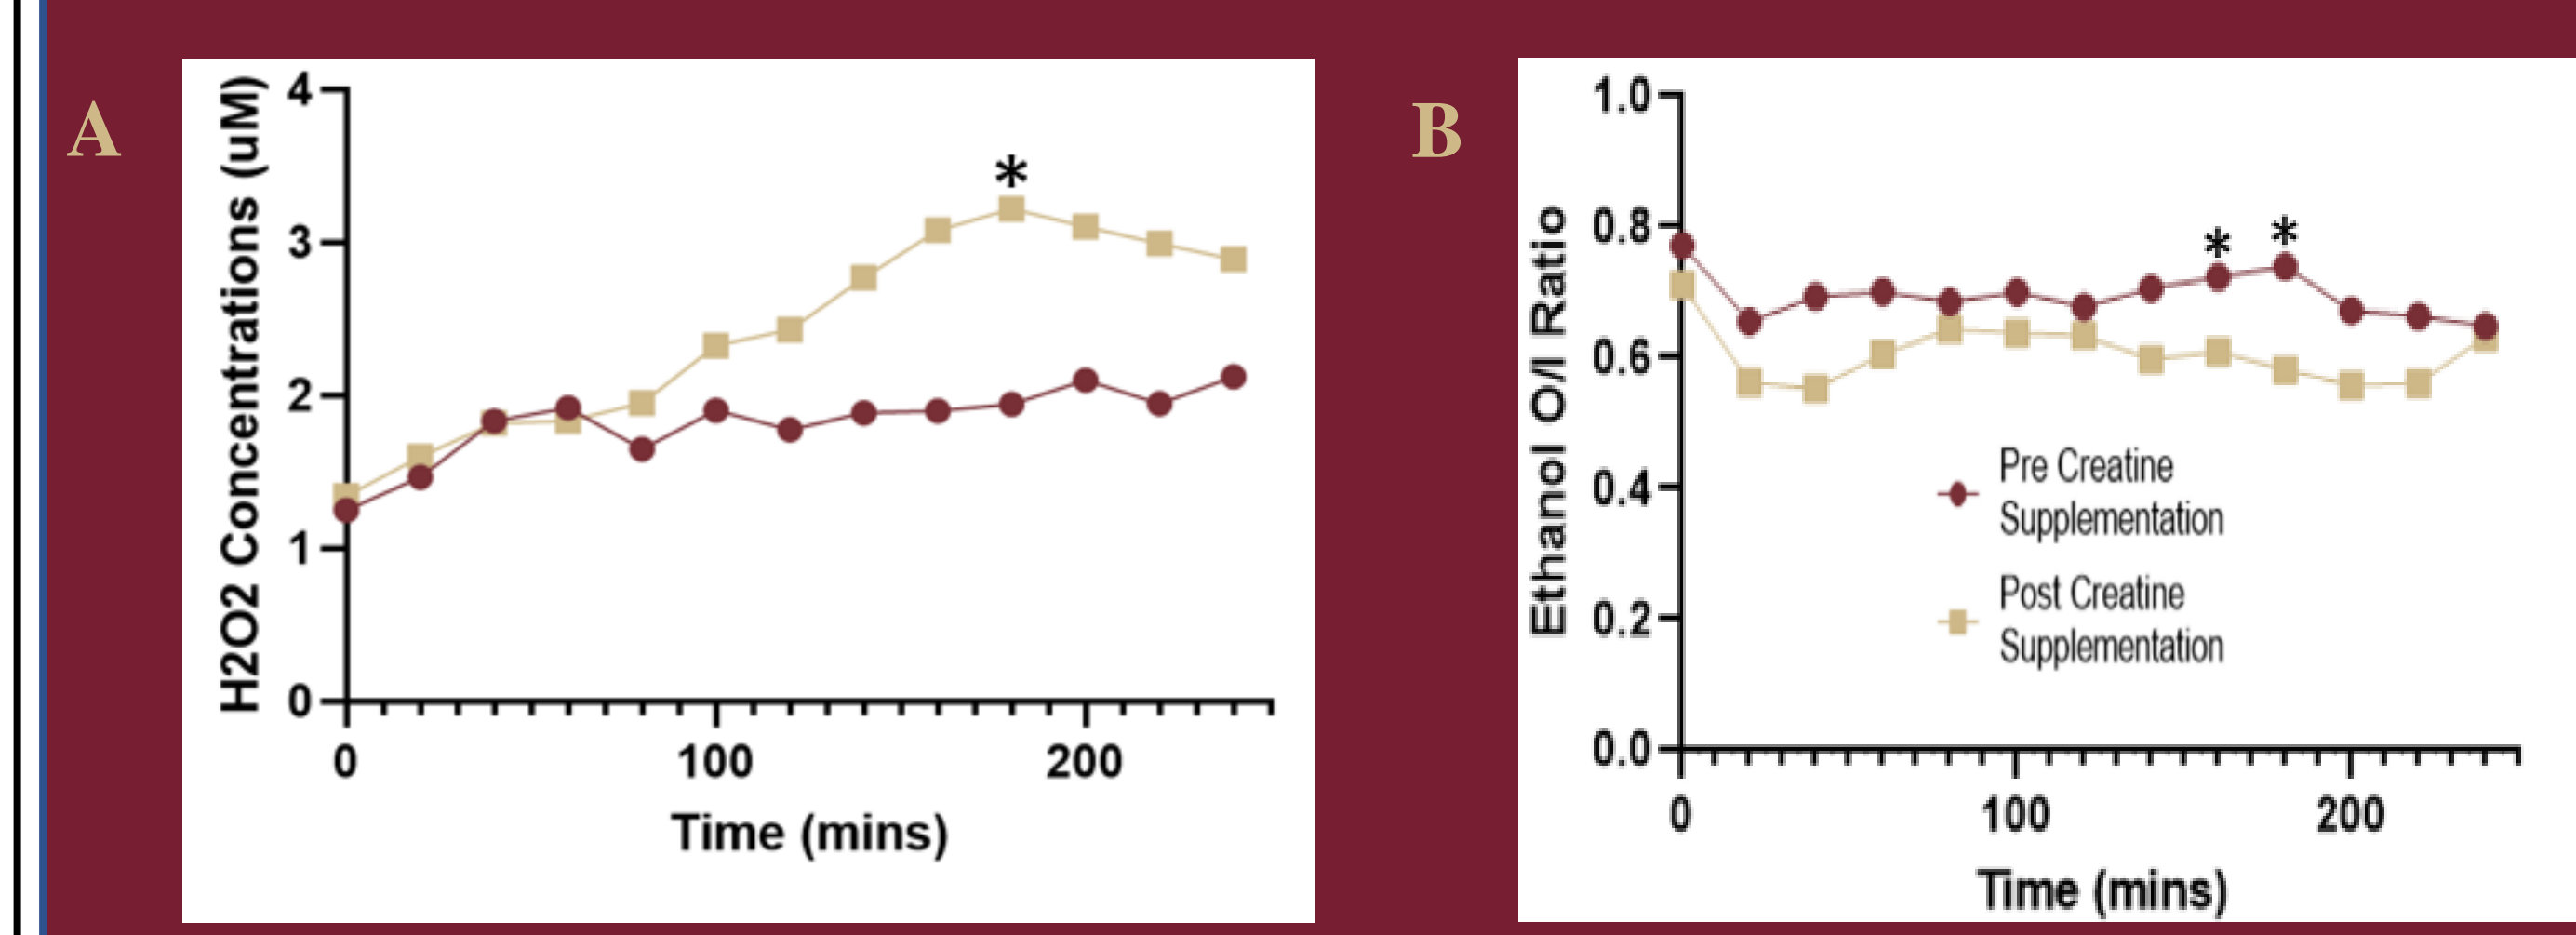 A
H2O2 Concentrations (uM)
4
3
2
1
0
*
0 100 200
Time (mins)
B
Ethanol O/I Ratio
1.0
0.8
0.6
0.4
0.2
0.0
* *
Pre Creatine
Supplementation
Post Creatine
Supplementation
0 100 200
Time (mins)